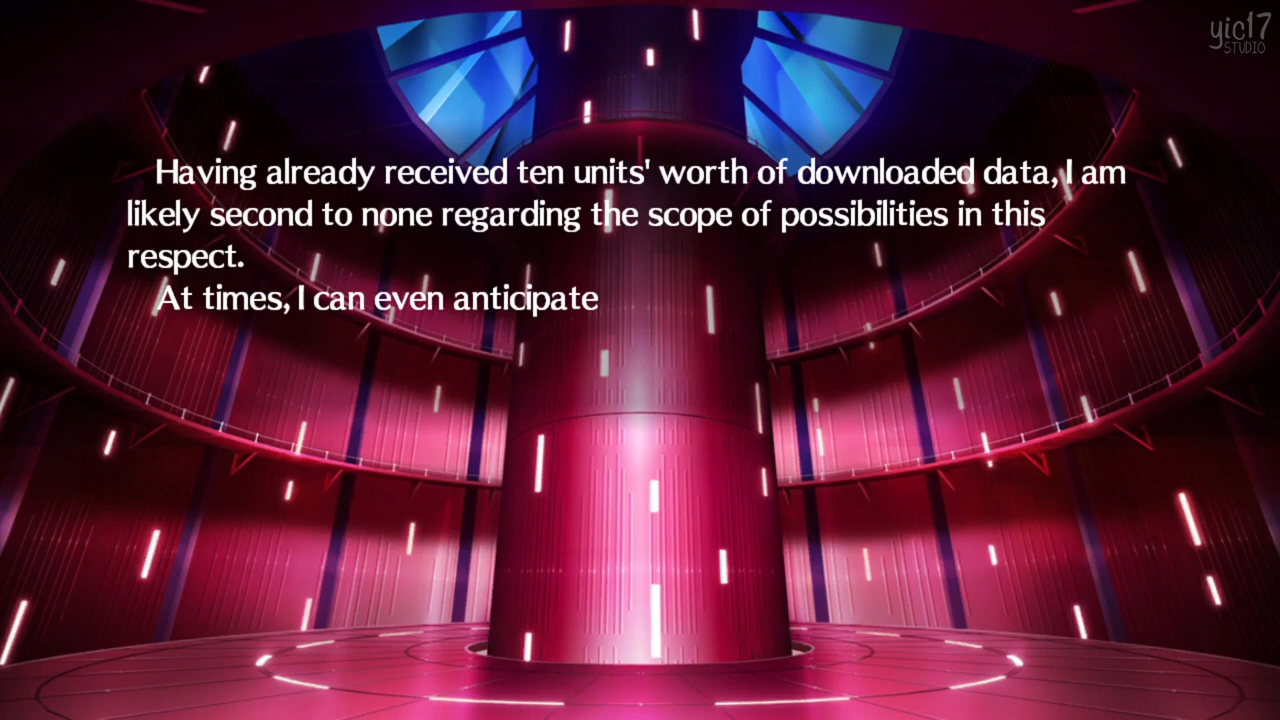 yic17
STUDIO
Having already received ten units' worth of downloaded data, I am
likely second to none regarding the scope of possibilities in this
respect.
At times, I can even anticipate